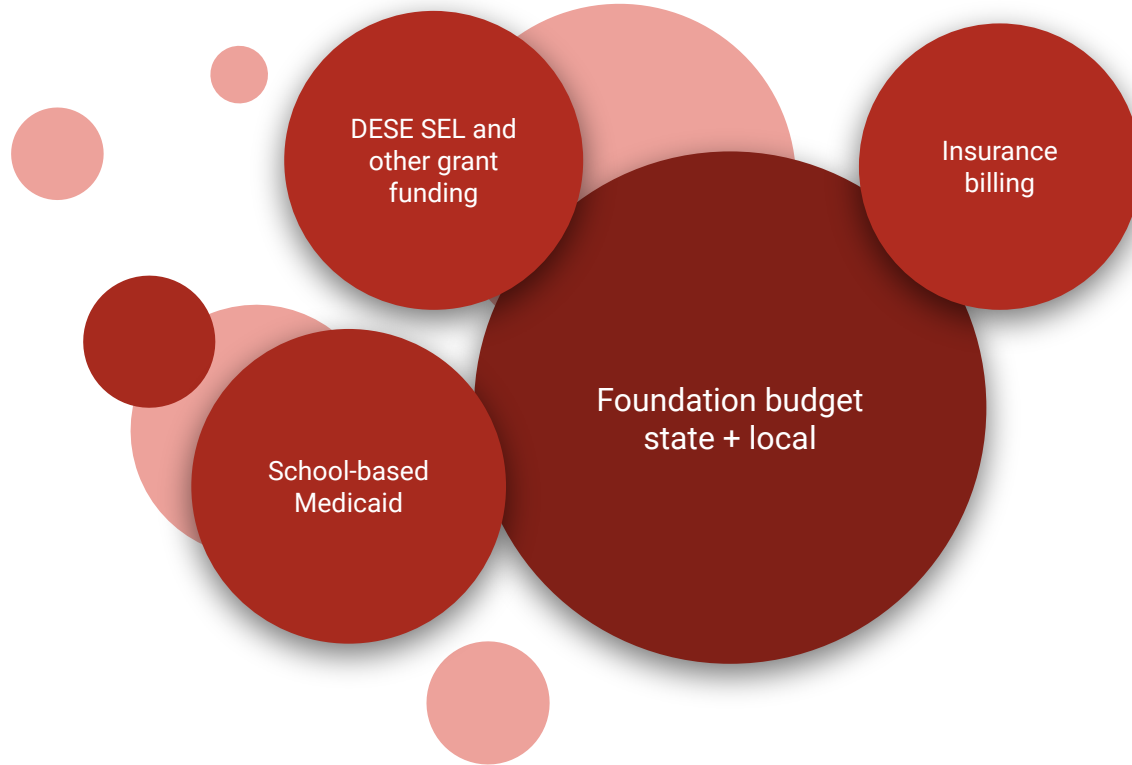 DESE SEL and
other grant
funding
Insurance
billing
Foundation budget
state + local
School-based
Medicaid